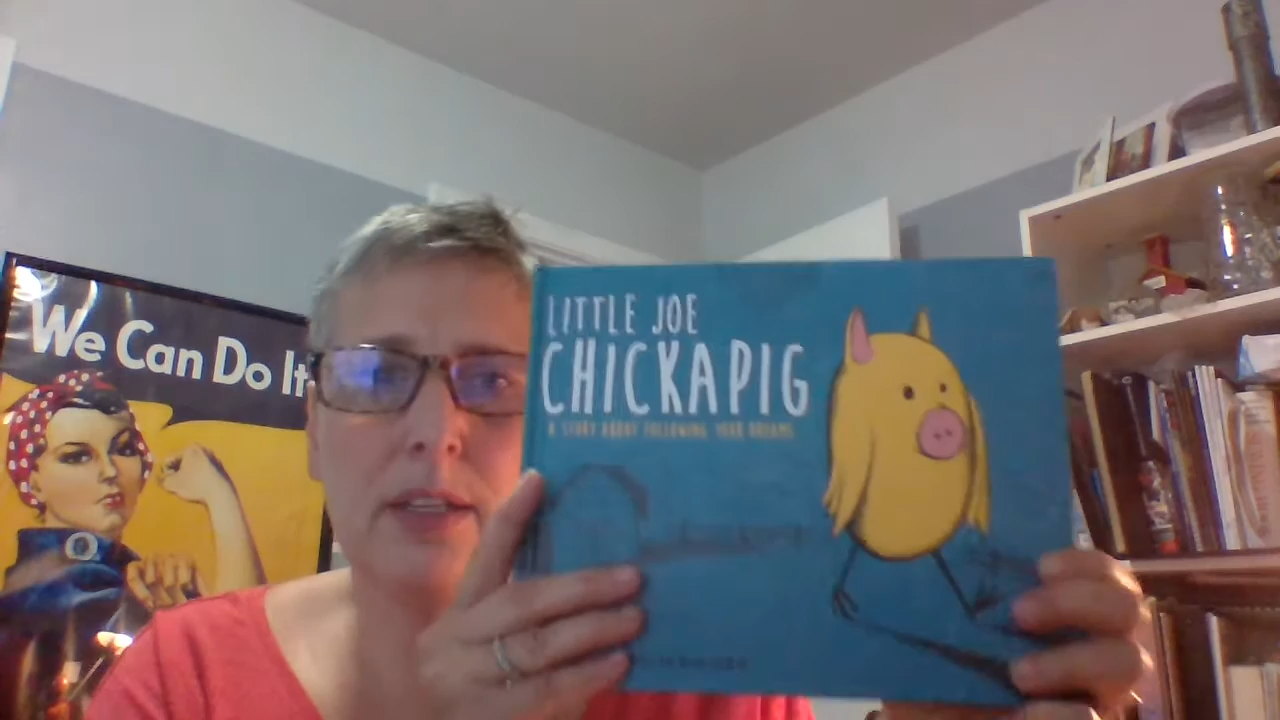 We Can Do It
LITTLE JOE
CHICKAPIG
A STORY ABOUT FOLLOWING YOUR DREAMS